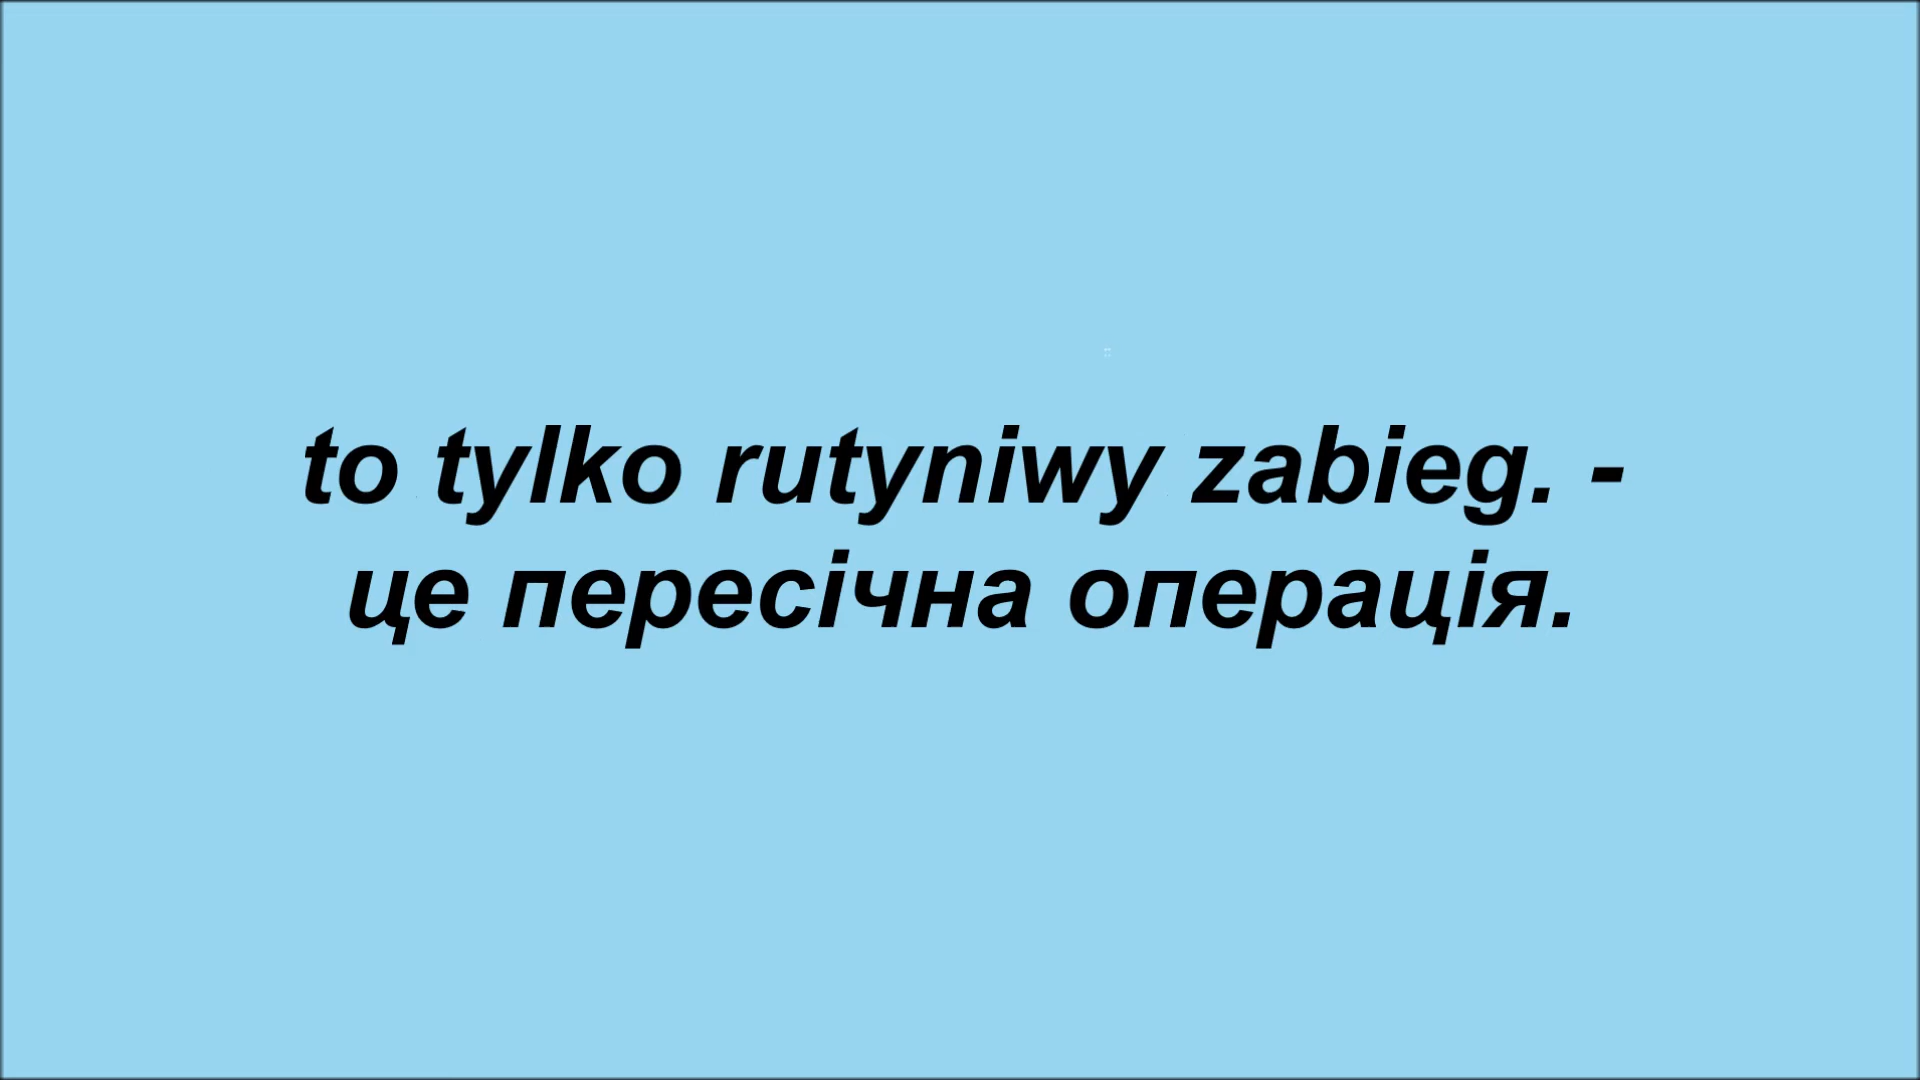 to tylko rutyniwy zabieg. -
це пересічна операція.